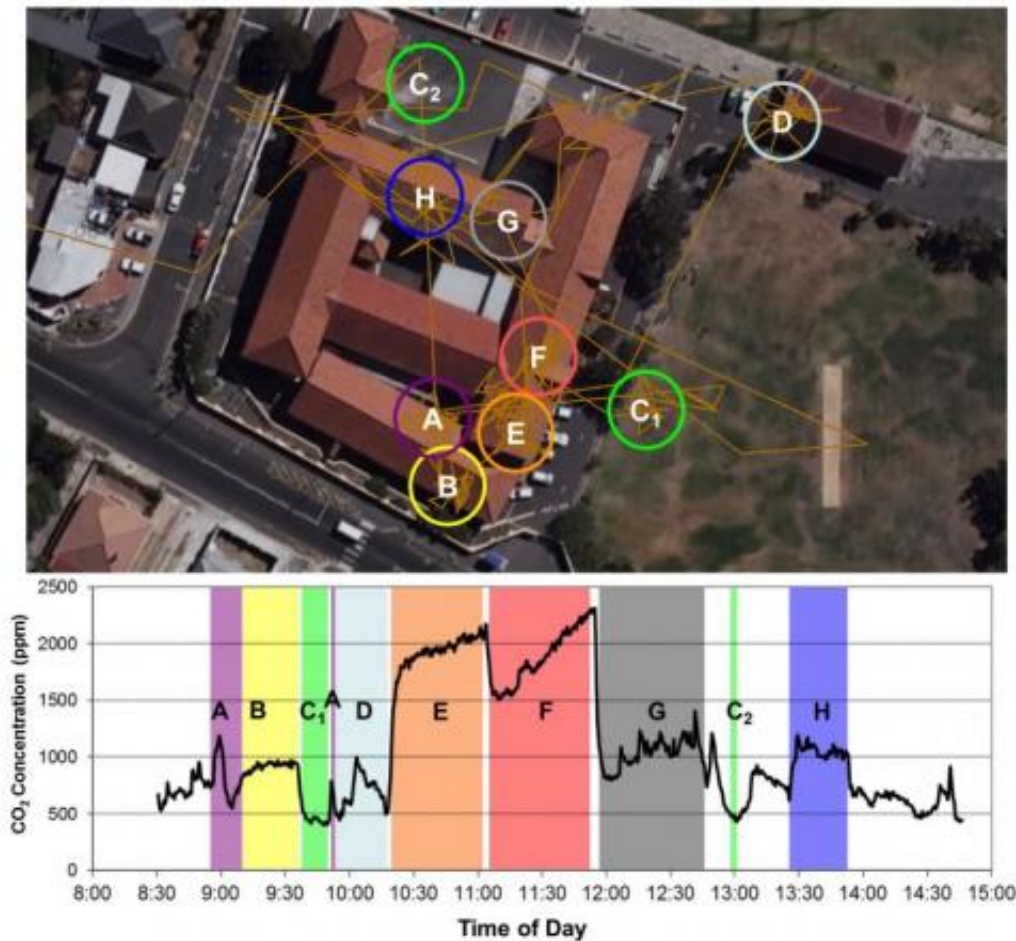 C2
D
H
G
F
A
C1
E
B
2500
2000
1500
1000
500
0
CO2 Concentration (ppm)
A
B
C1
A
D
E
F
G
C2
H
8:00
8:30
9:00
9:30
10:00
10:30
11:00
11:30
12:00
12:30
13:00
13:30
14:00
14:30
15:00
Time of Day